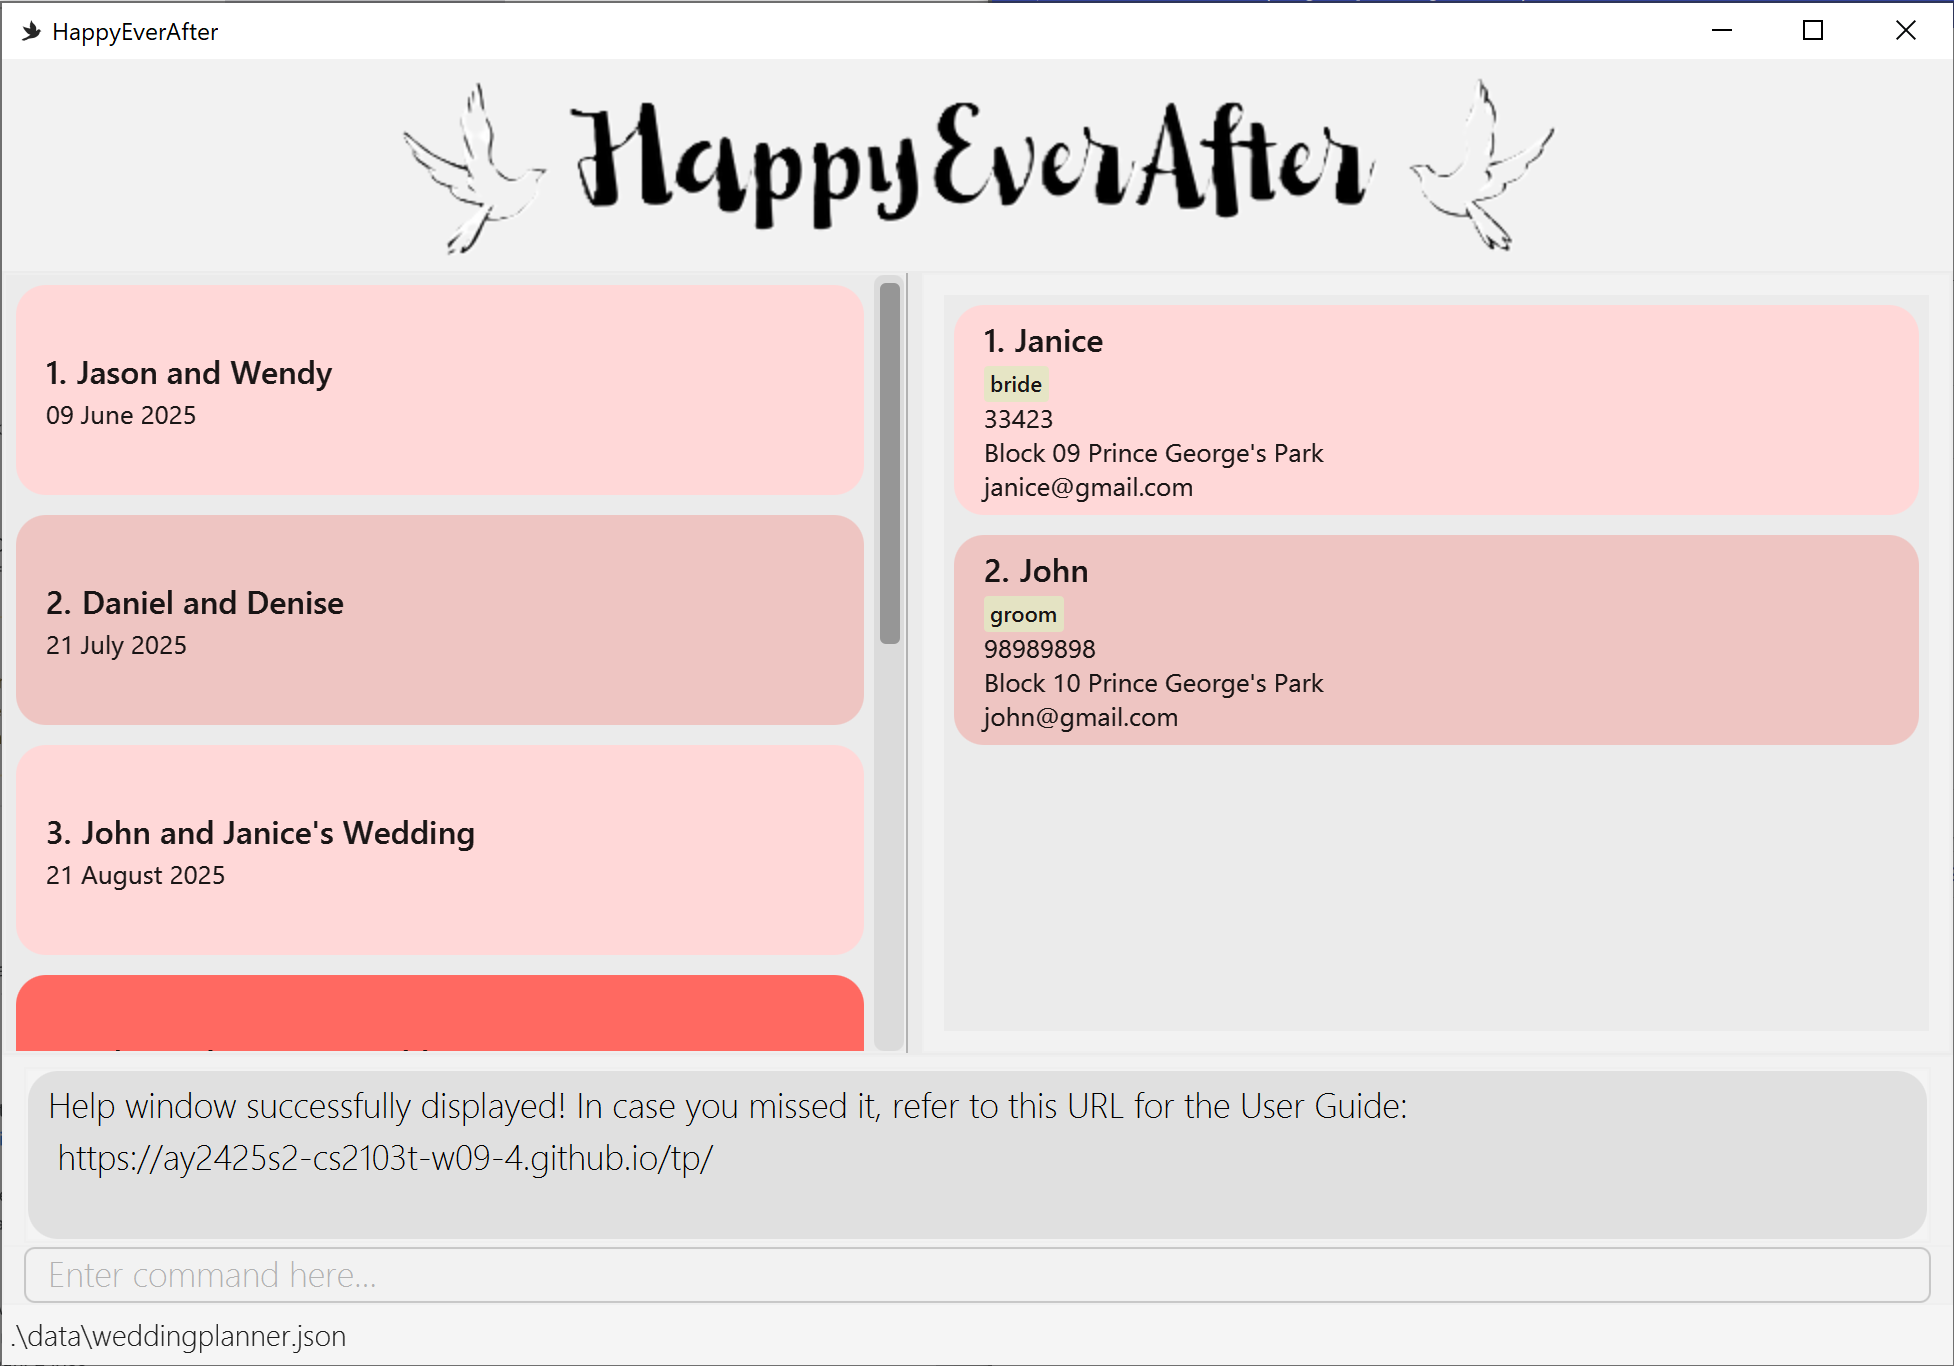 HappyEverAfter
HappyEverAfter
1. Jason and Wendy
09 June 2025
2. Daniel and Denise
21 July 2025
3. John and Janice's Wedding
21 August 2025
1. Janice
bride
33423
Block 09 Prince George's Park
janice@gmail.com
2. John
groom
98989898
Block 10 Prince George's Park
john@gmail.com
Help window successfully displayed! In case you missed it, refer to this URL for the User Guide:
https://ay2425s2-cs2103t-w09-4.github.io/tp/
Enter command here...
.\data\weddingplanner.json